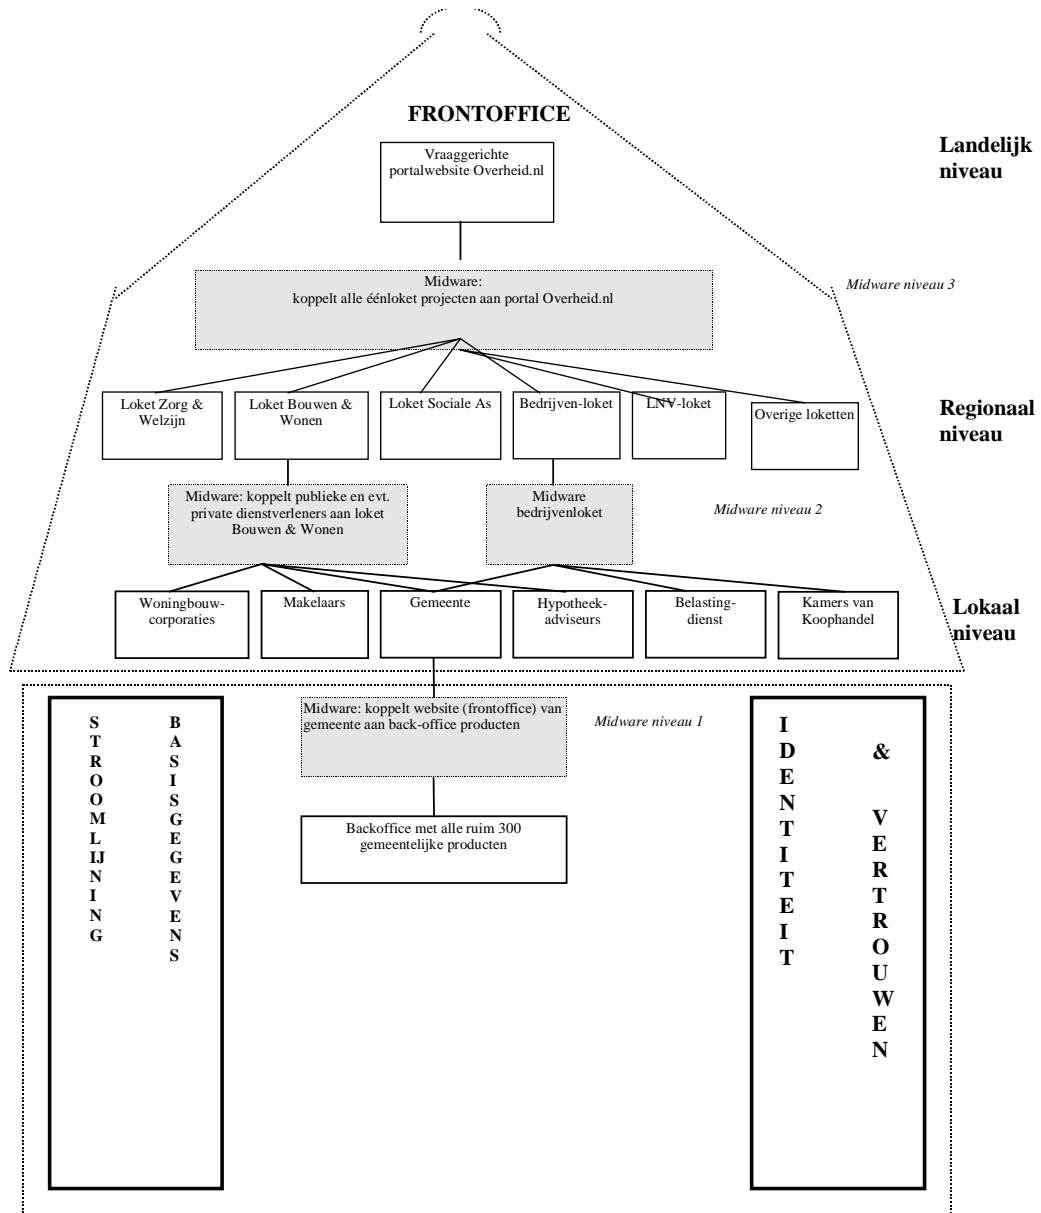 FRONTOFFICE
Landelijk
niveau
Vraaggerichte
portalwebsite Overheid.nl
Midware:
koppelt alle éénloket projecten aan portal Overheid.nl
Midware niveau 3
Loket Zorg &
Welzijn
Loket Bouwen &
Wonen
Loket Sociale As
Bedrijven-loket
LNV-loket
Overige loketten
Regionaal
niveau
Midware: koppelt publieke en evt.
private dienstverleners aan loket
Bouwen & Wonen
Midware
bedrijvenloket
Midware niveau 2
Woningbouw-
corporaties
Makelaars
Gemeente
Hypotheek-
adviseurs
Belasting-
dienst
Kamers van
Koophandel
Lokaal
niveau
Midware: koppelt website (frontoffice) van
gemeente aan back-office producten
Midware niveau 1
Backoffice met alle ruim 300
gemeentelijke producten
STROOMLIJNING
BASISGEGEVENS
IDENTITEIT
& VERTROUWEN